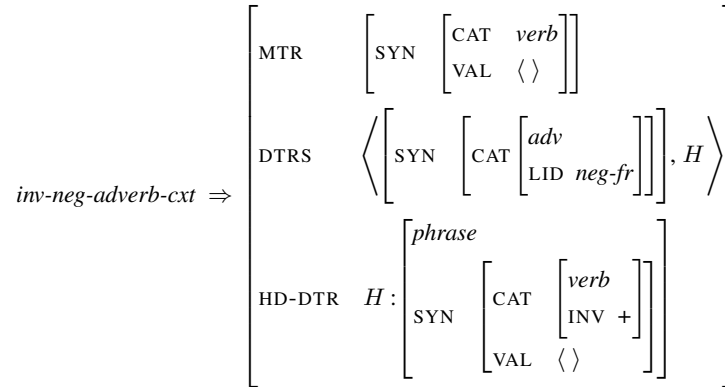 MTR [SYN [CAT verb
VAL ⟨ ⟩]]
DTRS ⟨[SYN [CAT [adv
LID neg-fr]]], H⟩
inv-neg-adverb-cxt ⇒
[phrase
HD-DTR H : SYN [CAT [verb
INV +]
VAL ⟨ ⟩]]